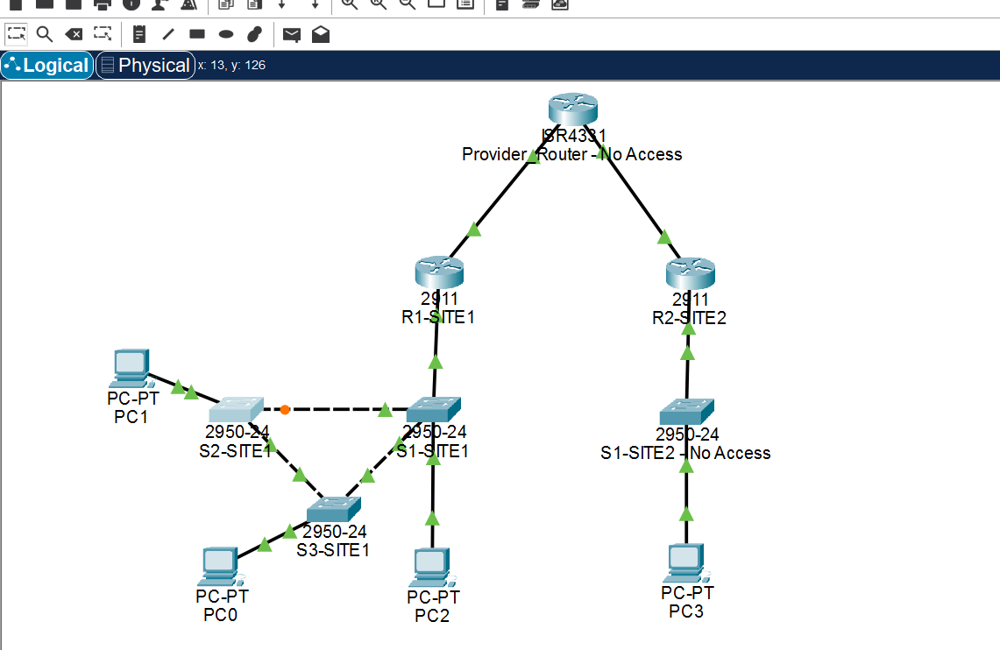 Logical
Physical
x: 13, y: 126
ISR4331
Provider_Router - No Access
2911
R1-SITE1
2911
R2-SITE2
PC-PT
PC1
2950-24
S2-SITE1
2950-24
S1-SITE1
2950-24
S1-SITE2 - No Access
2950-24
S3-SITE1
PC-PT
PC0
PC-PT
PC2
PC-PT
PC3